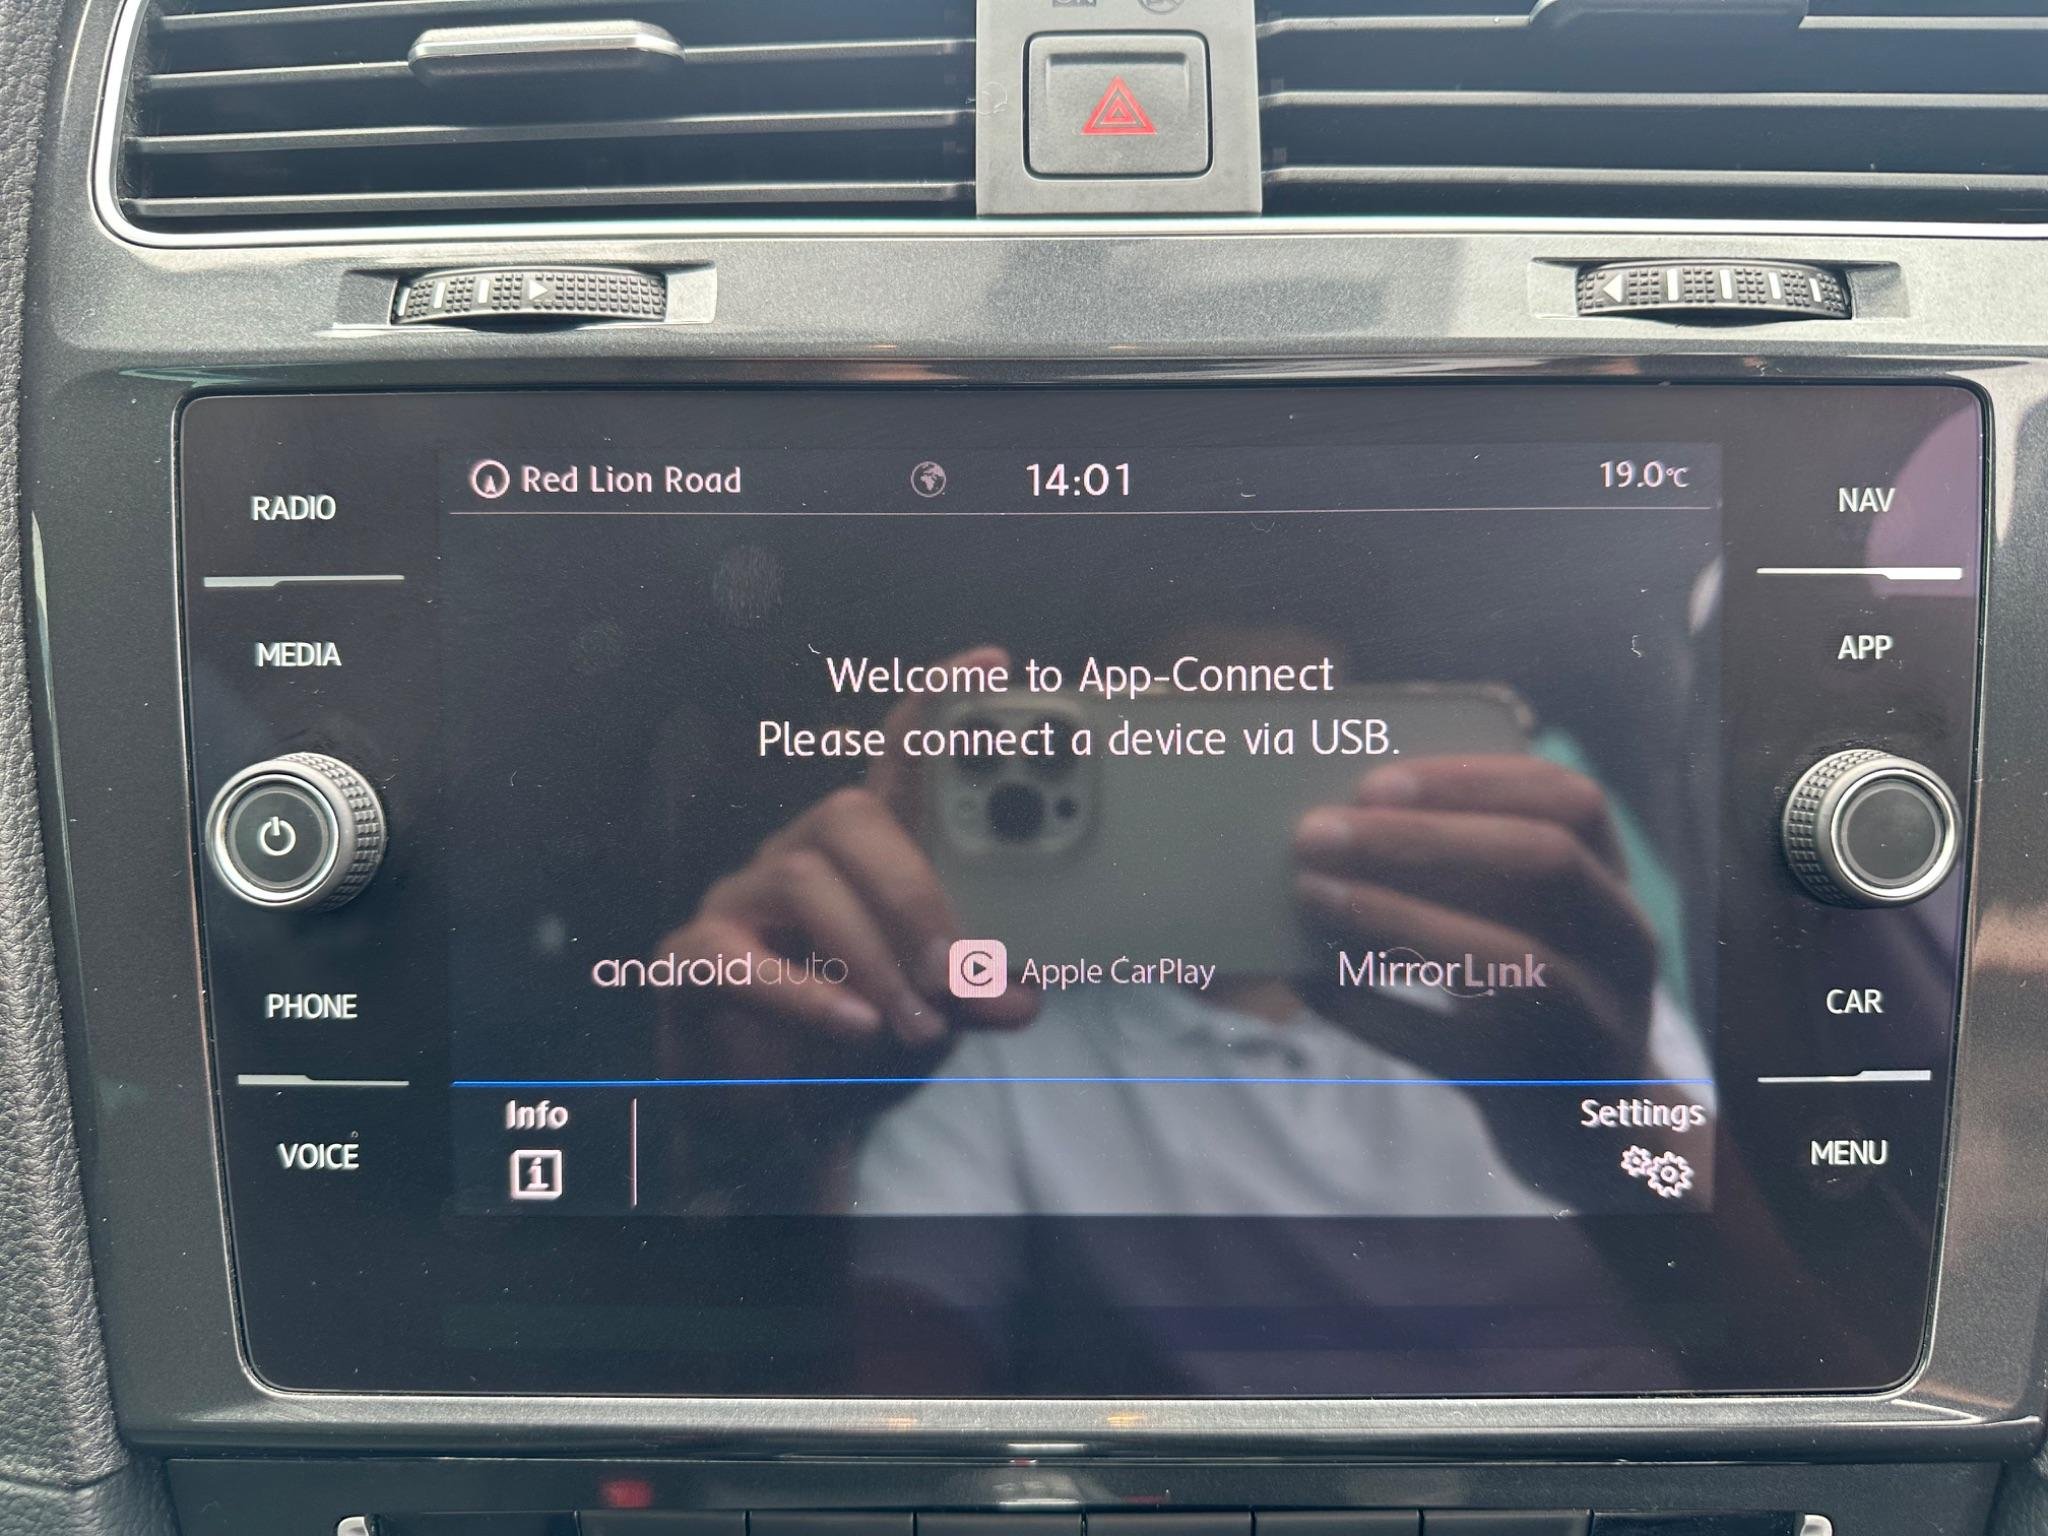 RADIO
MEDIA
PHONE
VOICE
Red Lion Road
14:01
19.0°C
Welcome to App-Connect
Please connect a device via USB.
androidauto
Apple CarPlay
MirrorLink
Info
i
Settings
NAV
APP
CAR
MENU